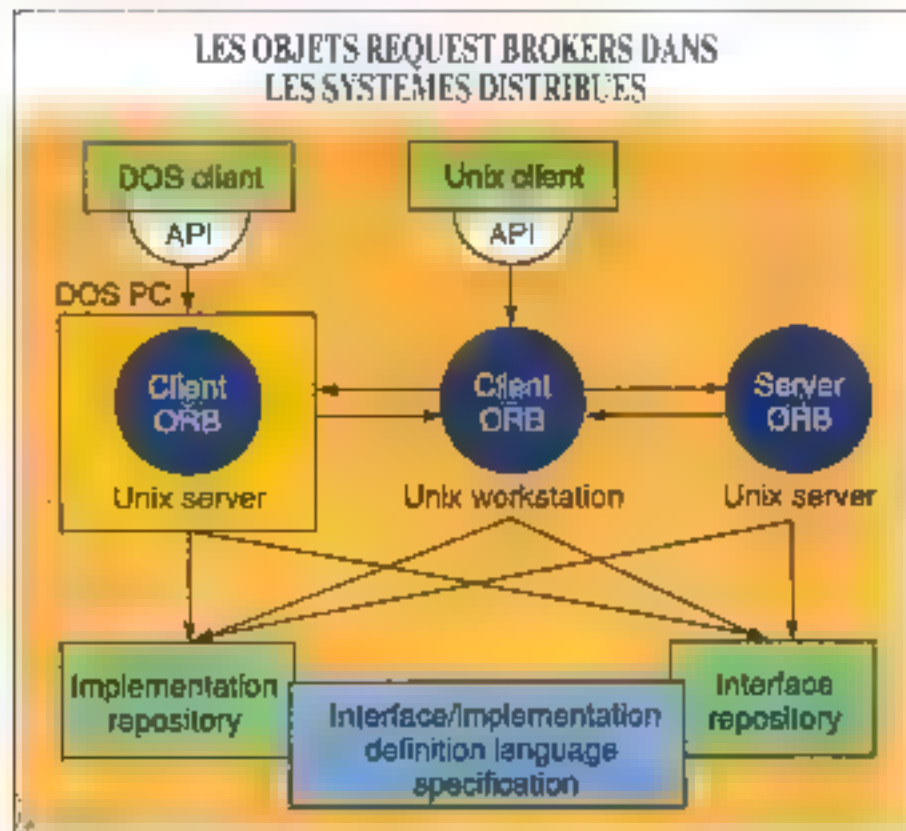 LES OBJETS REQUEST BROKERS DANS
LES SYSTEMES DISTRIBUES
DOS client
Unix client
API
API
DOS PC
Client
ORB
Client
ORB
Server
ORB
Unix server
Unix workstation
Unix server
Implementation
repository
Interface/Implementation
definition language
specification
Interface
repository